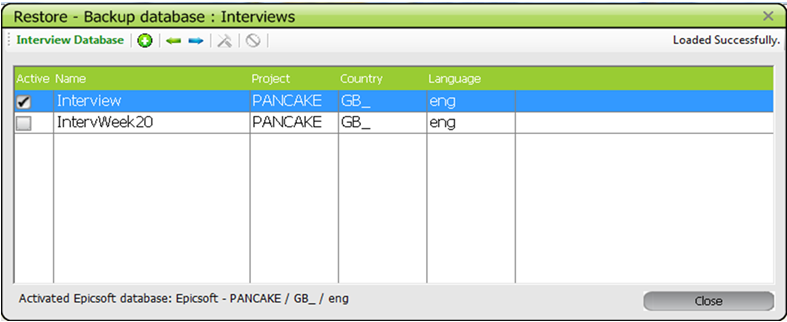 Restore - Backup database : Interviews
Interview Database Loaded Successfully.
Active Name Project Country Language
Interview PANCAKE GB_ eng
IntervWeek20 PANCAKE GB_ eng
Activated Epicsoft database: Epicsoft - PANCAKE / GB_ / eng Close